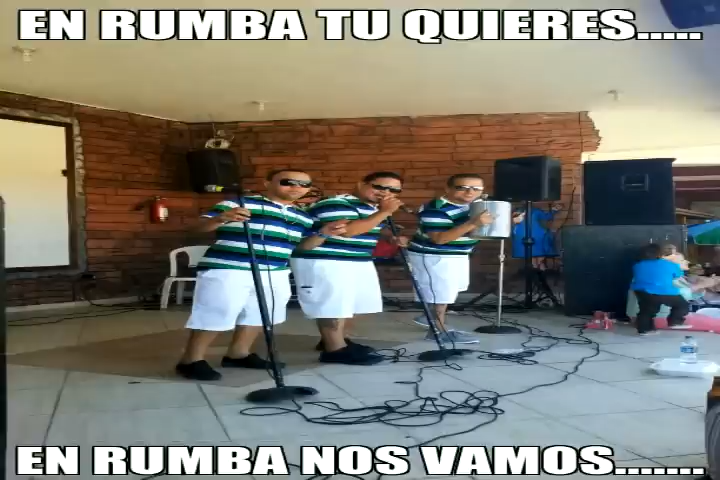 EN RUMBA TU QUIERES.....
EN RUMBA NOS VAMOS.......